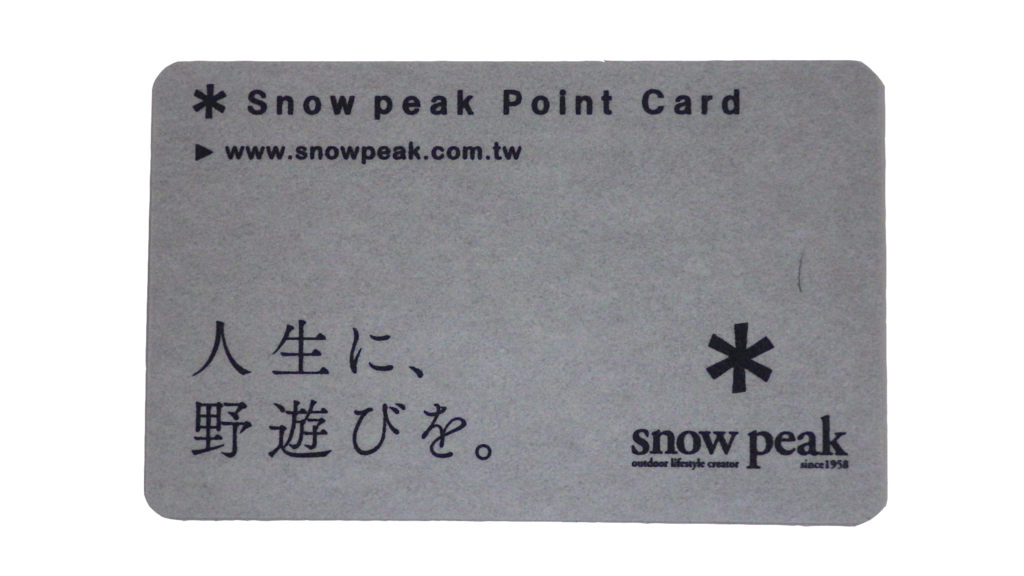 * Snow peak Point Card
▶ www.snowpeak.com.tw
人生に、
野遊びを。
*
snow peak
outdoor lifestyle creator since1958